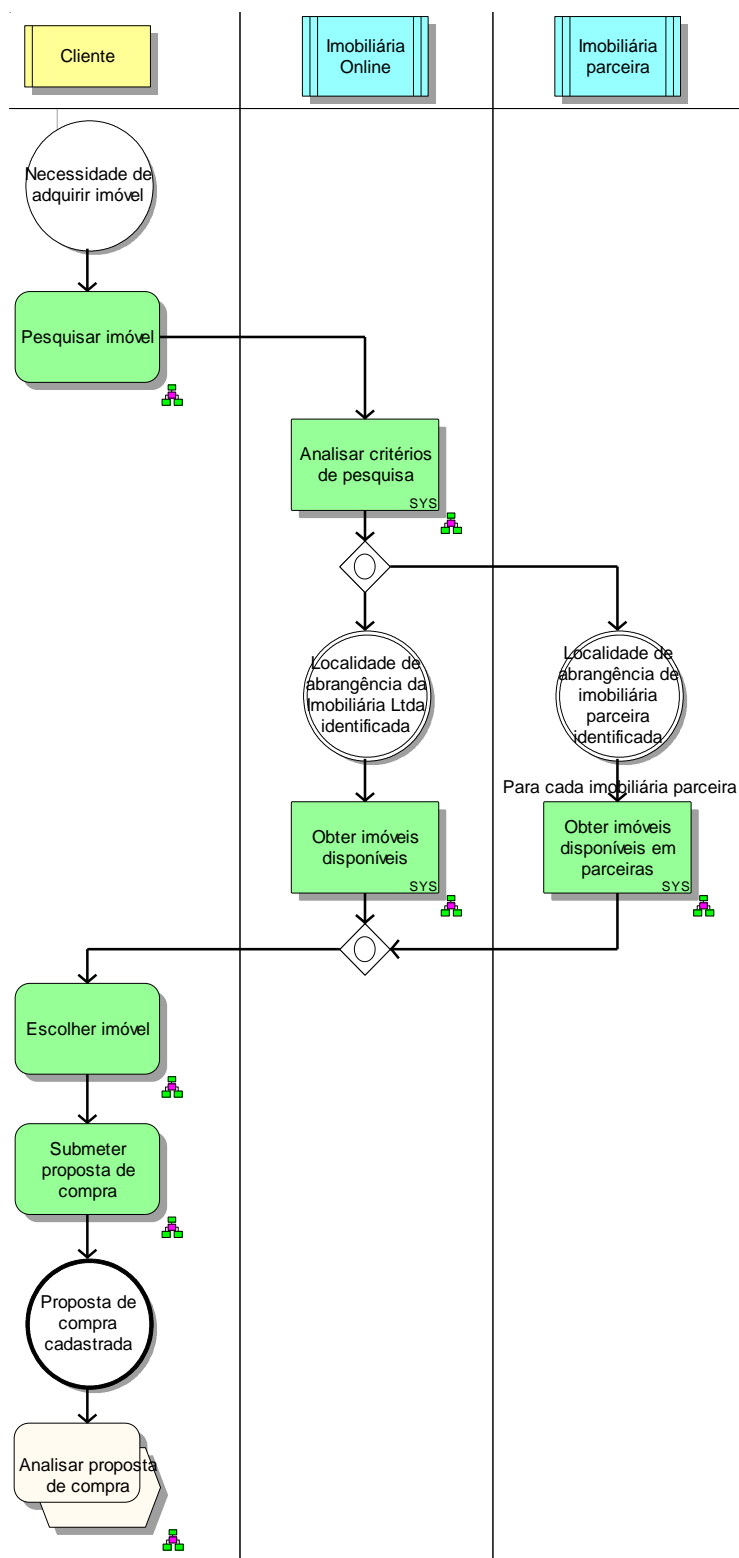 Cliente
Imobiliária
Online
Imobiliária
parceira
Necessidade de
adquirir imóvel
Pesquisar imóvel
Analisar critérios
de pesquisa
SYS
Localidade de
abrangência da
Imobiliária Ltda
identificada
Localidade de
abrangência de
imobiliária
parceira
identificada
Para cada imobiliária parceira
Obter imóveis
disponíveis
SYS
Obter imóveis
disponíveis em
parceiras
SYS
Escolher imóvel
Submeter
proposta de
compra
Proposta de
compra
cadastrada
Analisar proposta
de compra